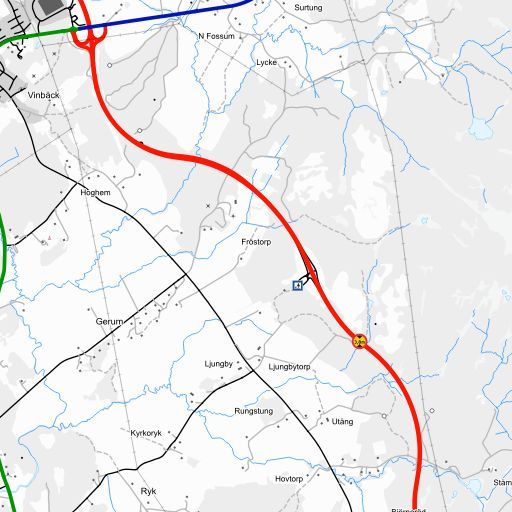 Surtung
N Fossum
Lycke
Vinbäck
Hoghem
Fröstorp
Gerum
Ljungby
Ljungbytorp
Rungstung
Utäng
Kyrkoryk
Hovtorp
Ryk